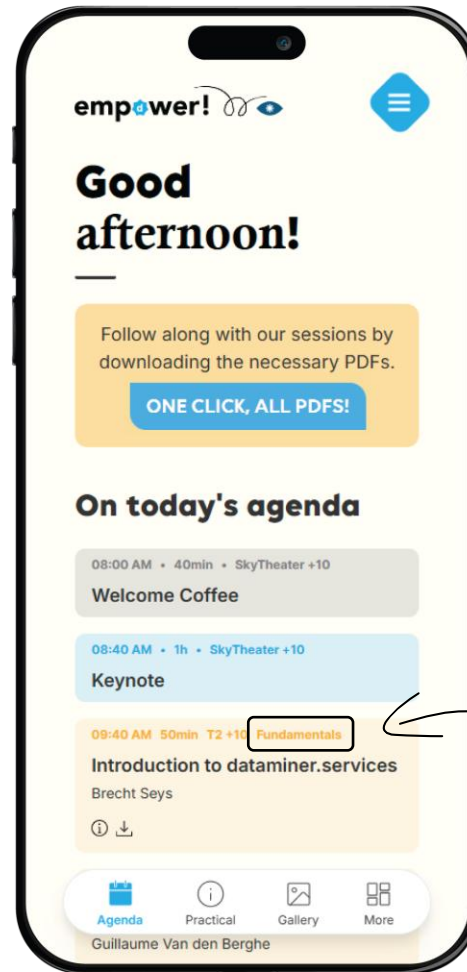 empower!
Good
afternoon!
Follow along with our sessions by
downloading the necessary PDFs.
ONE CLICK, ALL PDFS!
On today's agenda
08:00 AM • 40min • SkyTheater +10
Welcome Coffee
08:40 AM • 1h • SkyTheater +10
Keynote
09:40 AM 50min T2 +10 Fundamentals
Introduction to dataminer.services
Brecht Seys
Agenda Practical Gallery More
Guillaume Van den Berghe